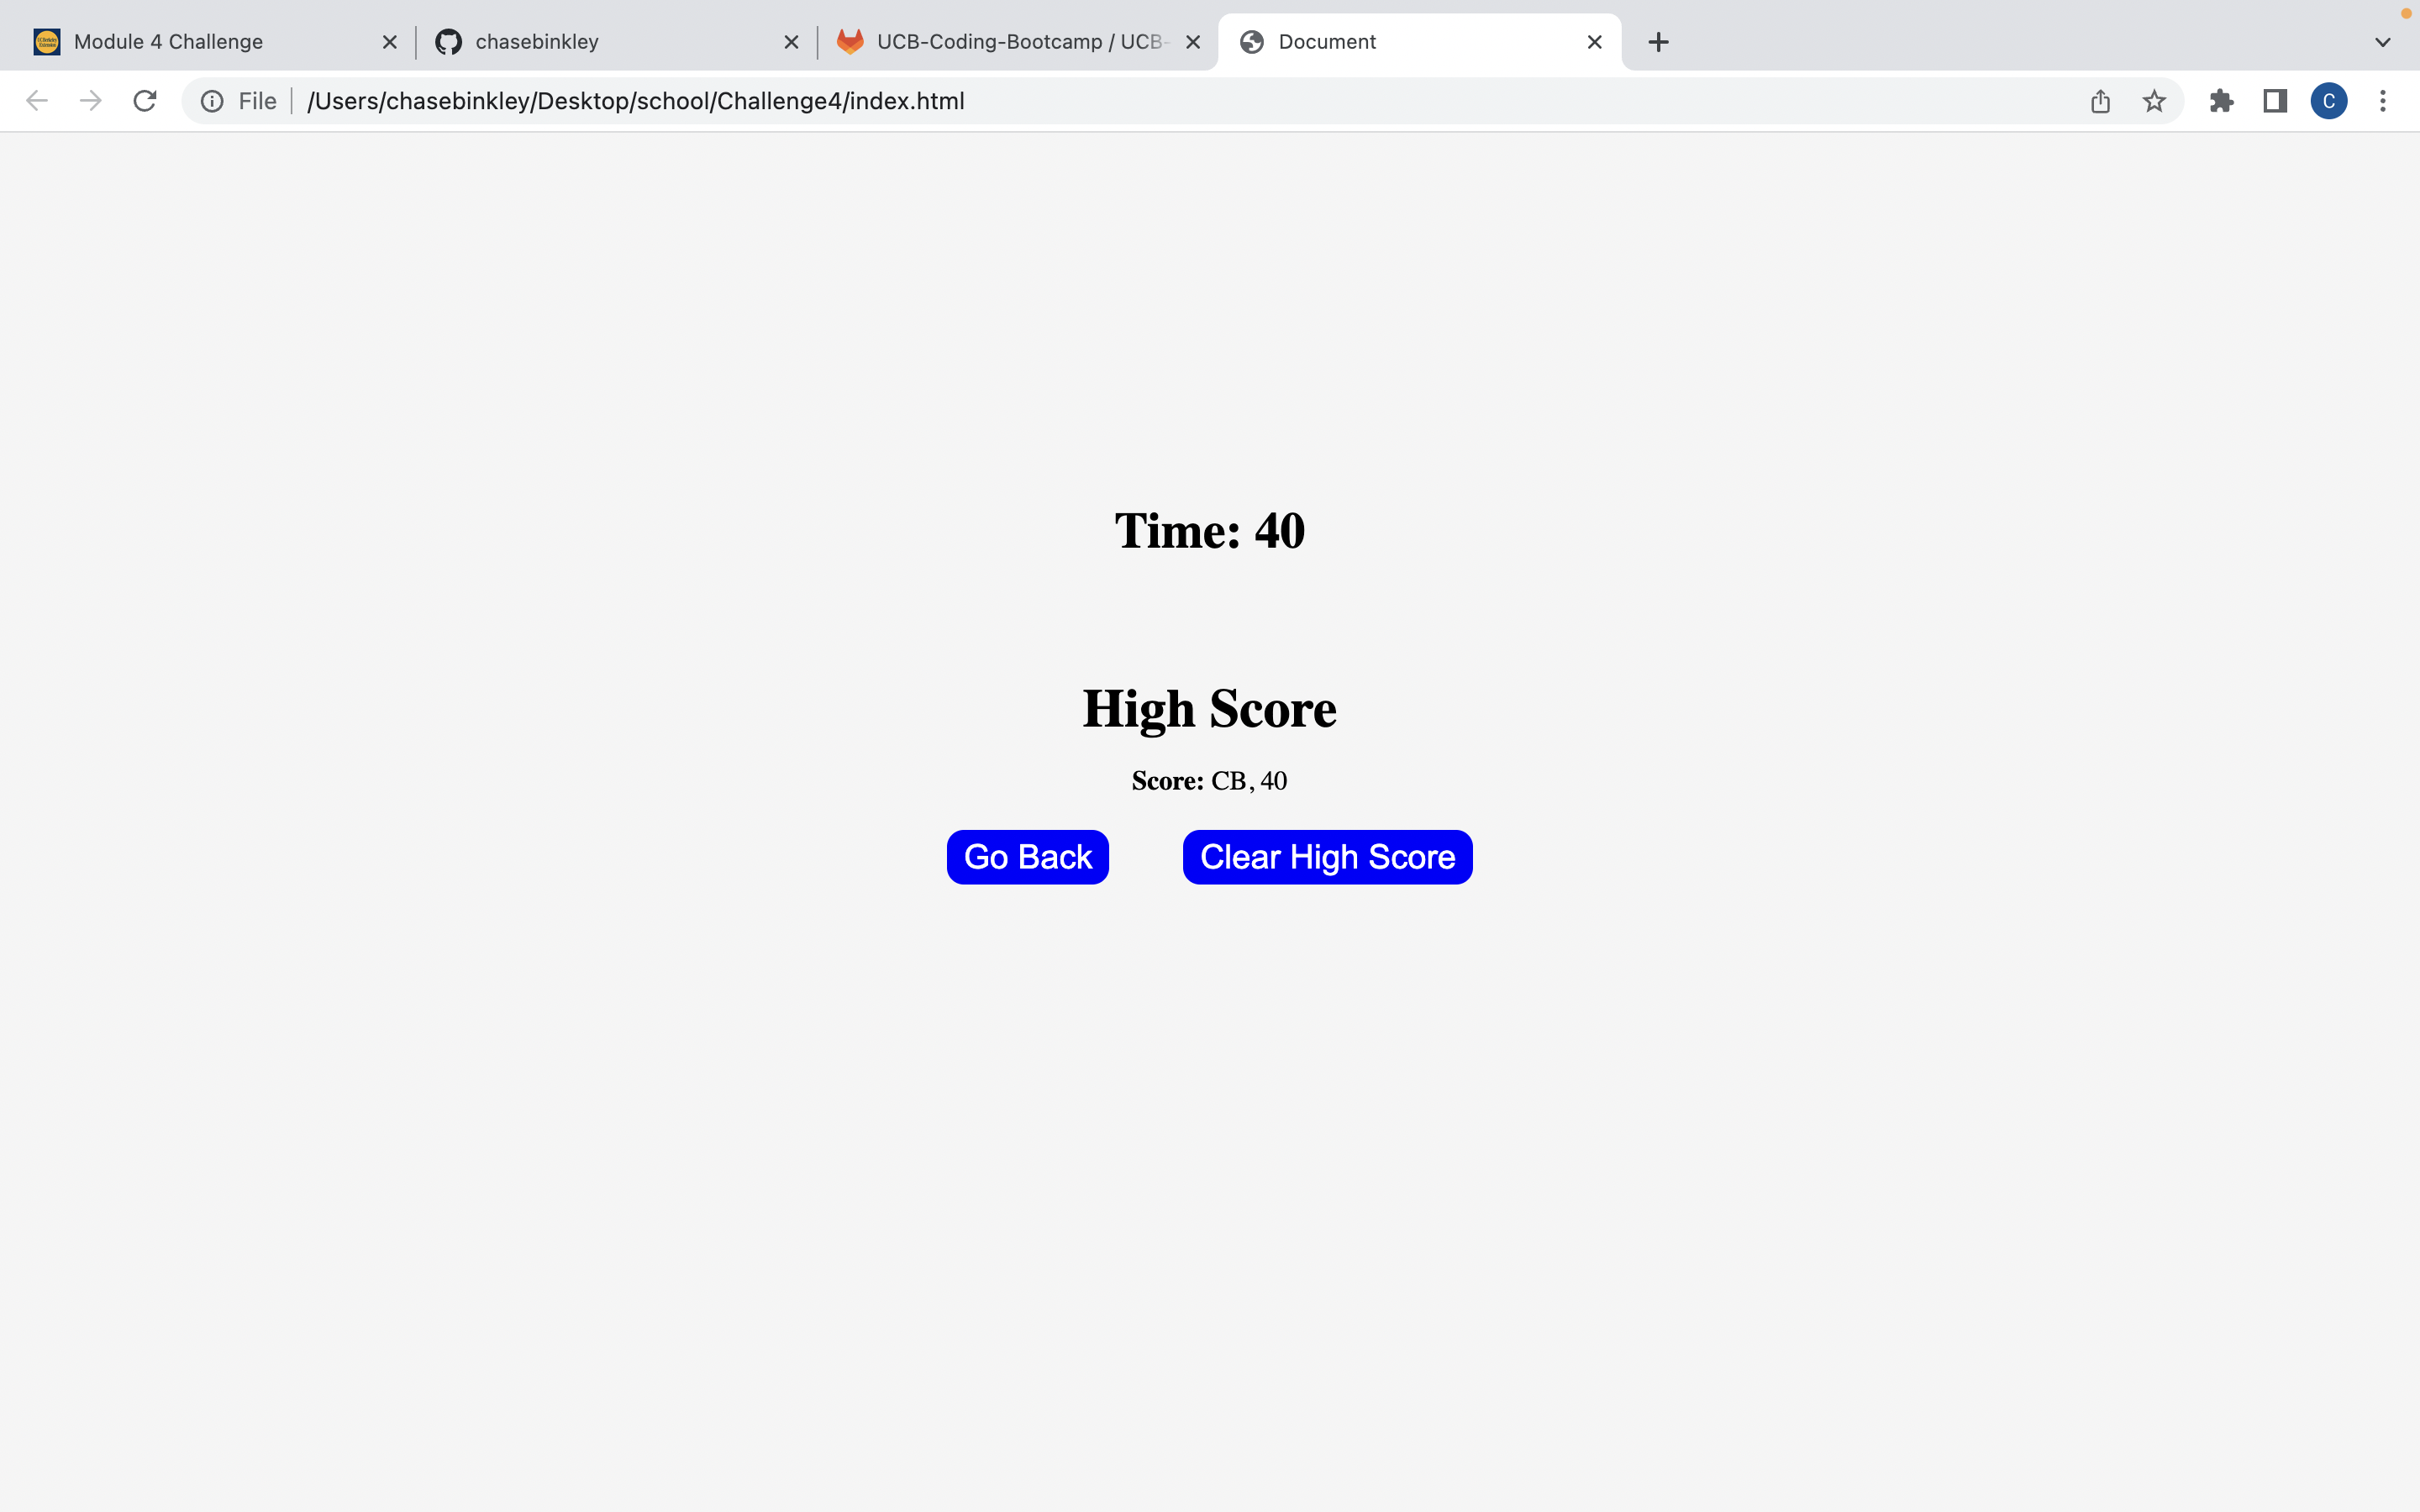 Module 4 Challenge
chasebinkley
UCB-Coding-Bootcamp / UCB-
Document
File
/Users/chasebinkley/Desktop/school/Challenge4/index.html
C
Time: 40
High Score
Score: CB, 40
Go Back
Clear High Score